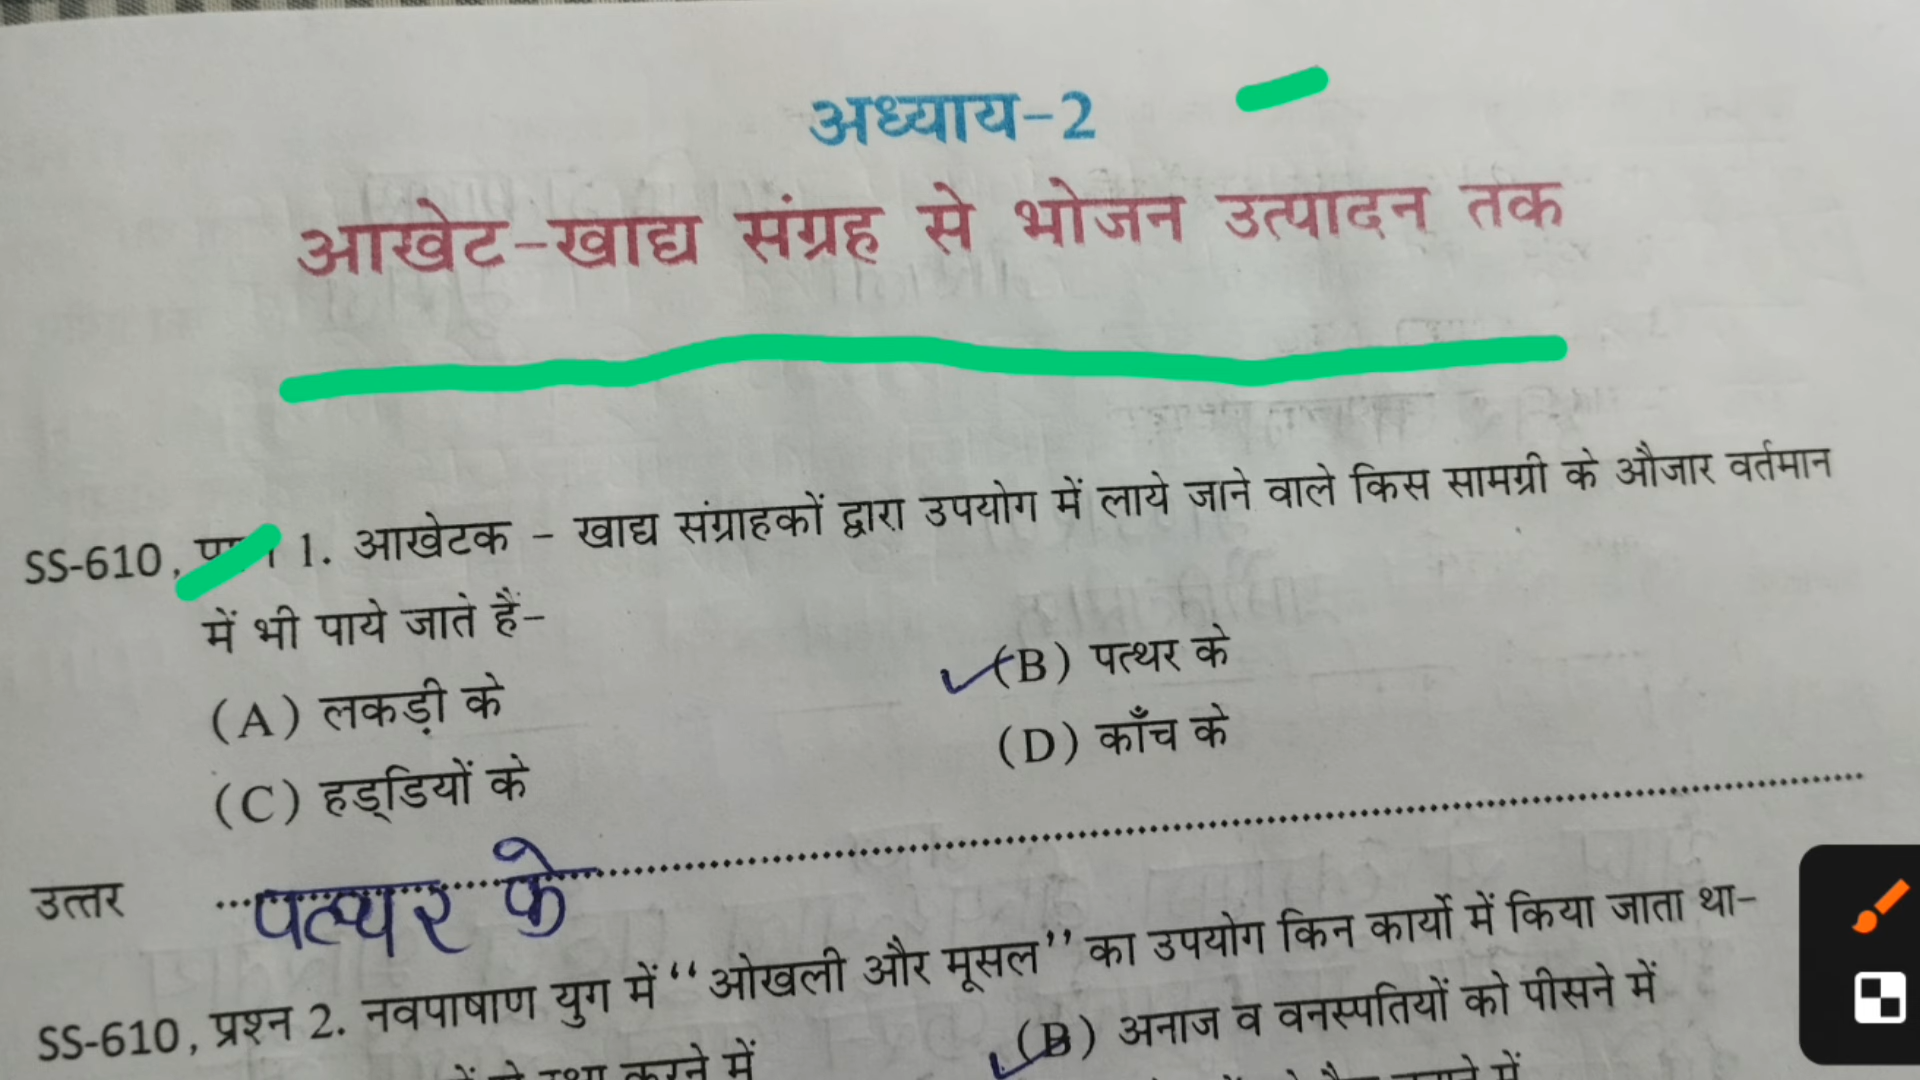 अध्याय-2
आखेट-खाद्य संग्रह से भोजन उत्पादन तक
SS-610, 1. आखेटक - खाद्य संग्राहकों द्वारा उपयोग में लाये जाने वाले किस सामग्री के औजार वर्तमान
में भी पाये जाते हैं-
(A) लकड़ी के (B) पत्थर के
(C) हड्डियों के (D) काँच के
उत्तर पत्थर के
SS-610, प्रश्न 2. नवपाषाण युग में "ओखली और मूसल" का उपयोग किन कार्यो में किया जाता था-
(B) अनाज व वनस्पतियों को पीसने में
करने में